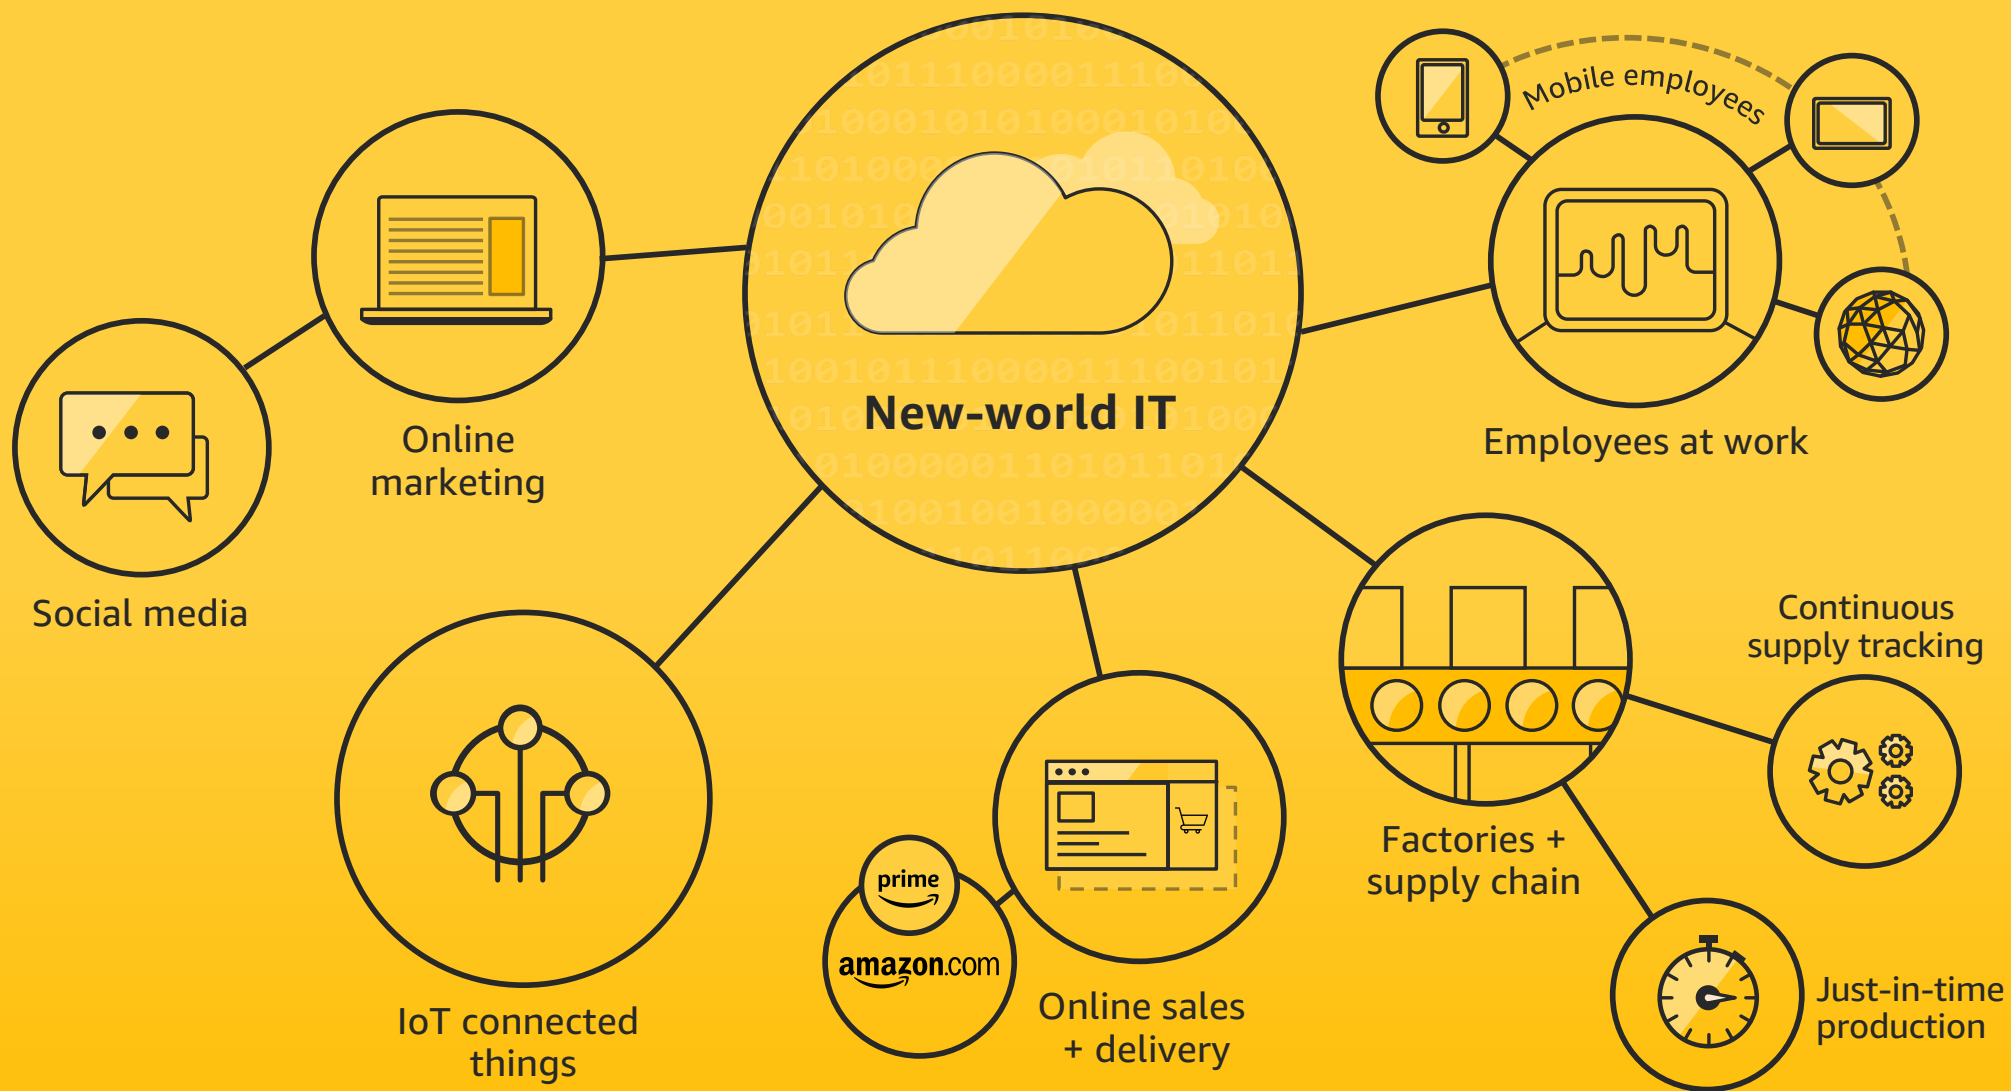 New-world IT
Mobile employees
Employees at work
Online
marketing
Social media
IoT connected
things
prime
amazon.com
Online sales
+ delivery
Factories +
supply chain
Continuous
supply tracking
Just-in-time
production